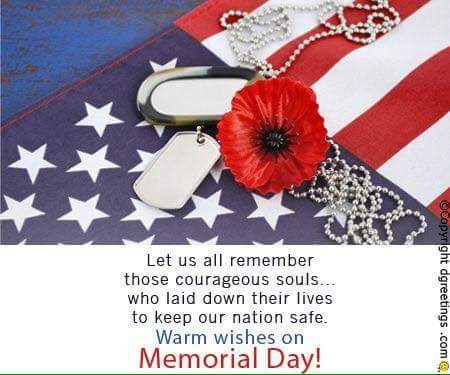 Let us all remember
those courageous souls...
who laid down their lives
to keep our nation safe.
Warm wishes on
Memorial Day!
©Copyright dgreetings.com